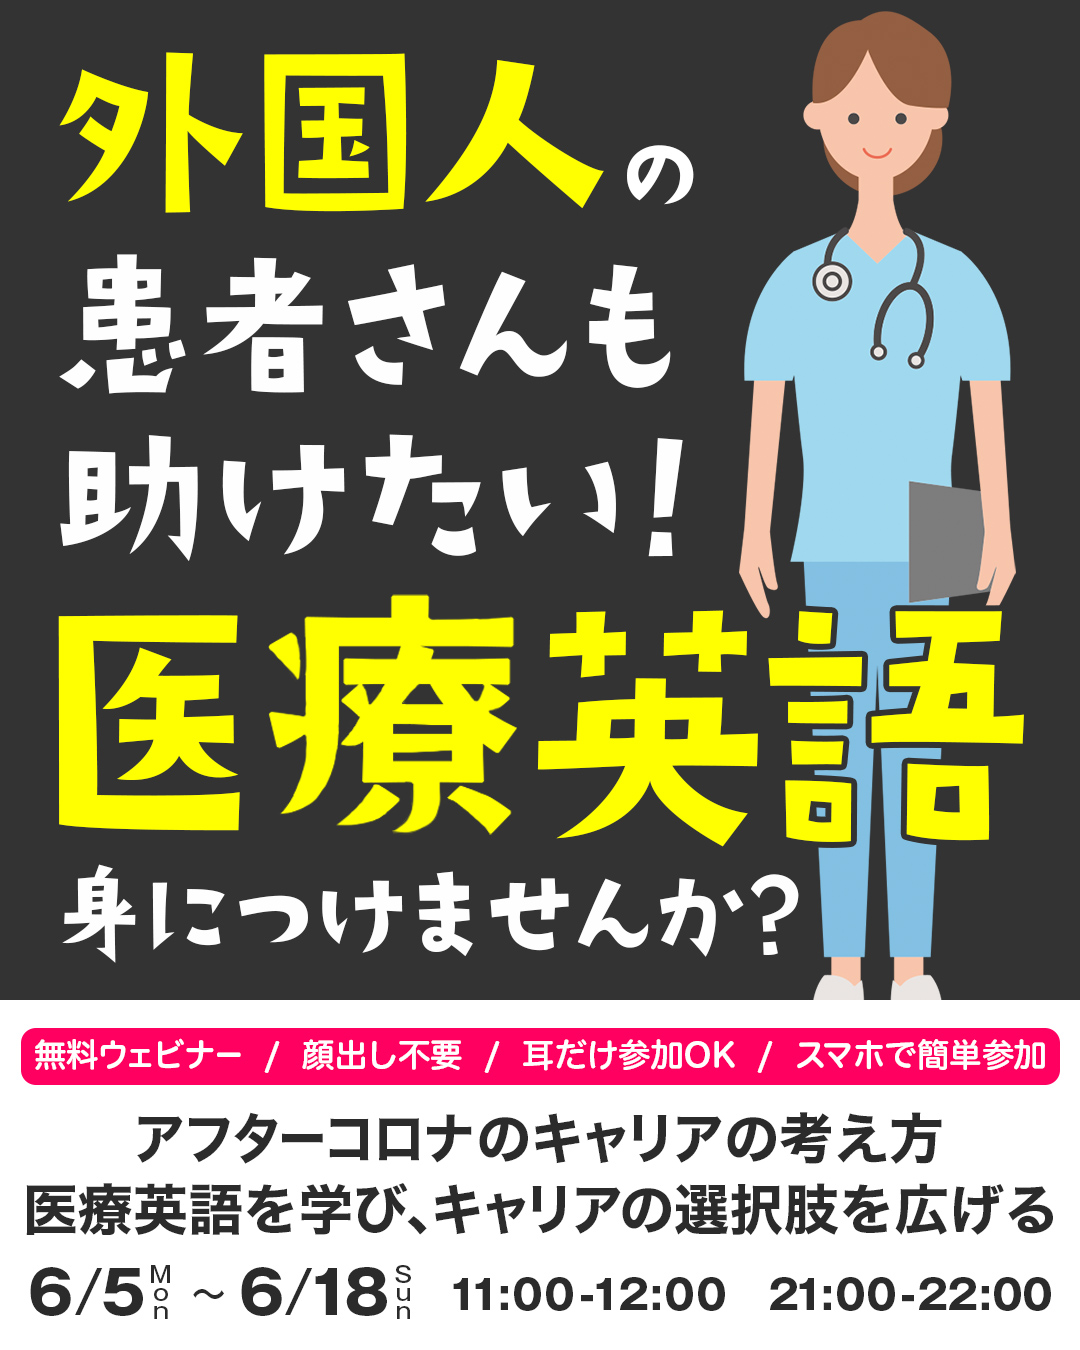 外国人の
患者さんも
助けたい!
医療英語
身につけませんか?
無料ウェビナー / 顔出し不要 / 耳だけ参加OK / スマホで簡単参加
アフターコロナのキャリアの考え方
医療英語を学び、キャリアの選択肢を広げる
6/5 Mon ～ 6/18 Sun 11:00-12:00 21:00-22:00